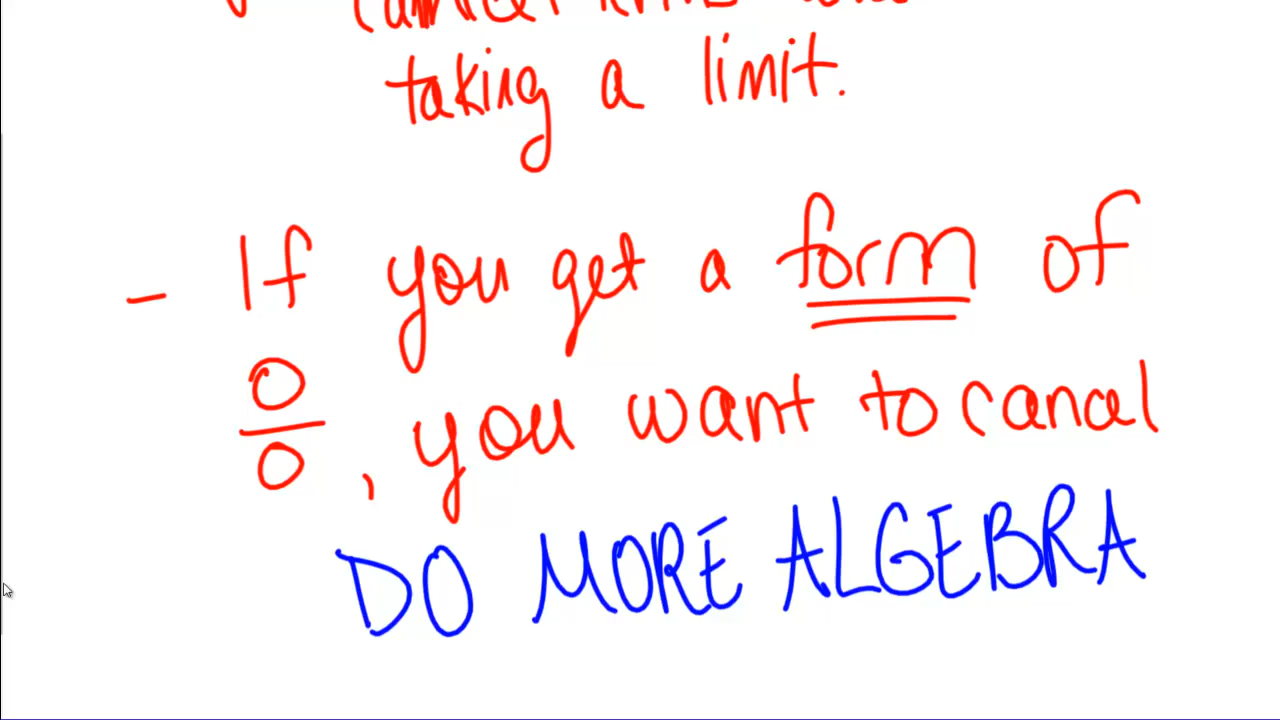 taking a limit.
- If you get a form of
0/0, you want to cancel
DO MORE ALGEBRA